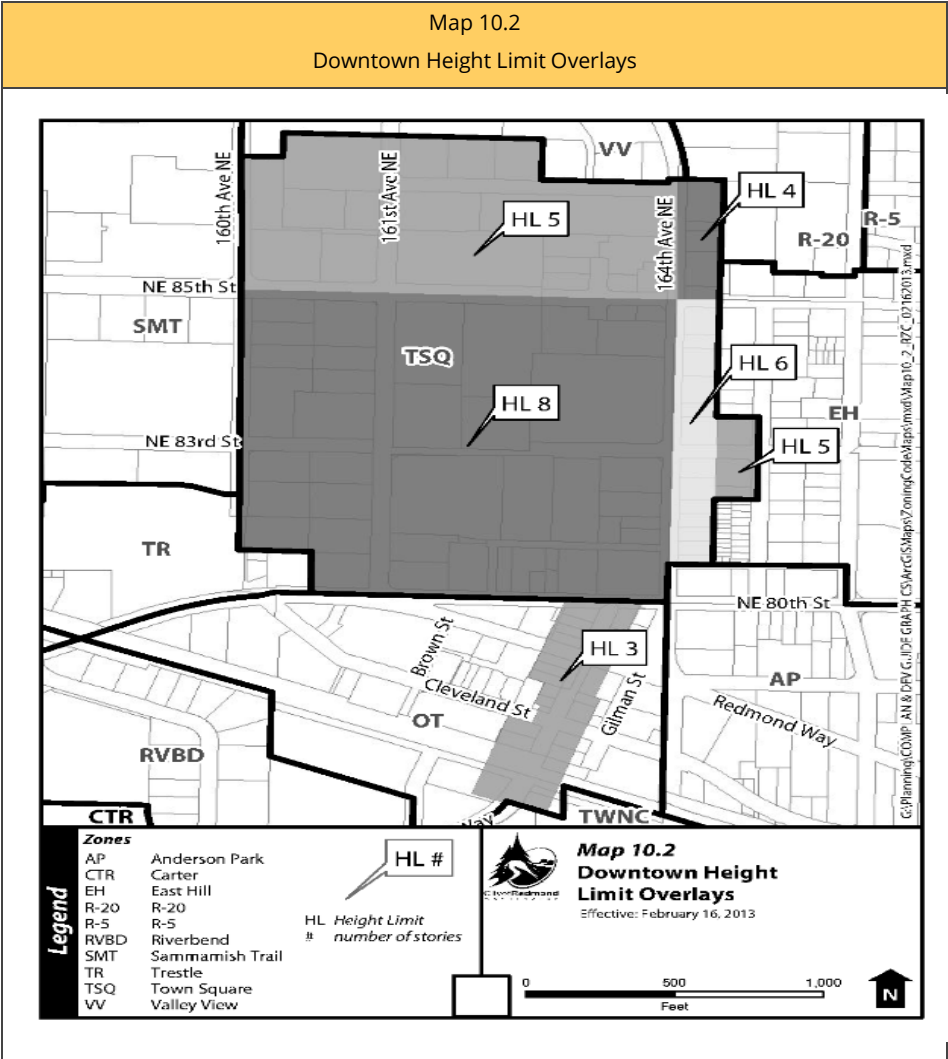 Map 10.2
Downtown Height Limit Overlays
VV
160th Ave NE
161st Ave NE
164th Ave NE
HL 4
HL 5
R-5
R-20
NE 85th St
SMT
TSQ
HL 6
HL 8
EH
NE 83rd St
HL 5
TR
NE 80th St
HL 3
Brown St
Cleveland St
Gilman St
AP
OT
Redmond Way
RVBD
CTR
TWNC
Way
Legend
Zones
AP Anderson Park
CTR Carter
EH East Hill
R-20 R-20
R-5 R-5
RVBD Riverbend
SMT Sammamish Trail
TR Trestle
TSQ Town Square
VV Valley View
HL #
HL Height Limit
# number of stories
Map 10.2
Downtown Height
Limit Overlays
Effective: February 16, 2013
0 500 1,000
Feet
N